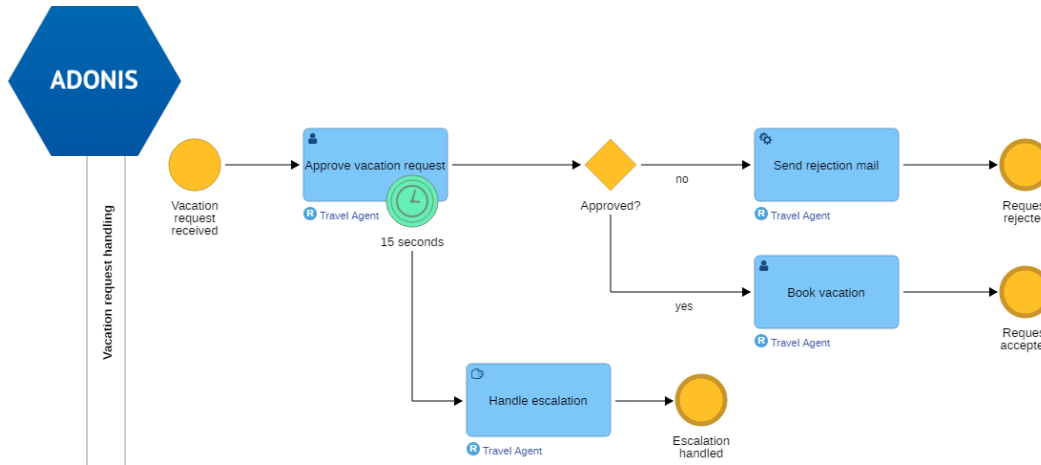 ADONIS
Vacation request handling
Vacation
request
received
Approve vacation request
R Travel Agent
15 seconds
Approved?
no
yes
Send rejection mail
R Travel Agent
Book vacation
R Travel Agent
Handle escalation
R Travel Agent
Escalation
handled